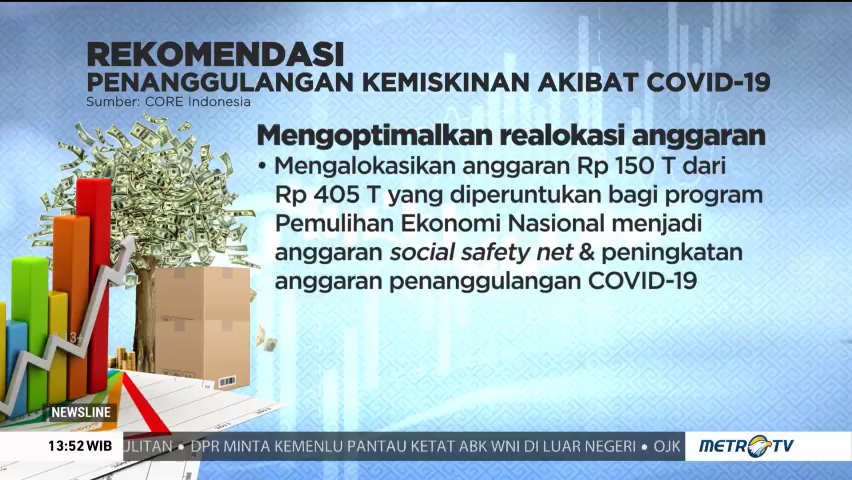 REKOMENDASI
PENANGGULANGAN KEMISKINAN AKIBAT COVID-19
Sumber: CORE Indonesia
Mengoptimalkan realokasi anggaran
• Mengalokasikan anggaran Rp 150 T dari
Rp 405 T yang diperuntukan bagi program
Pemulihan Ekonomi Nasional menjadi
anggaran social safety net & peningkatan
anggaran penanggulangan COVID-19
NEWSLINE
13:52 WIB
ULITAN • DPR MINTA KEMENLU PANTAU KETAT ABK WNI DI LUAR NEGERI • OJK
METRO TV